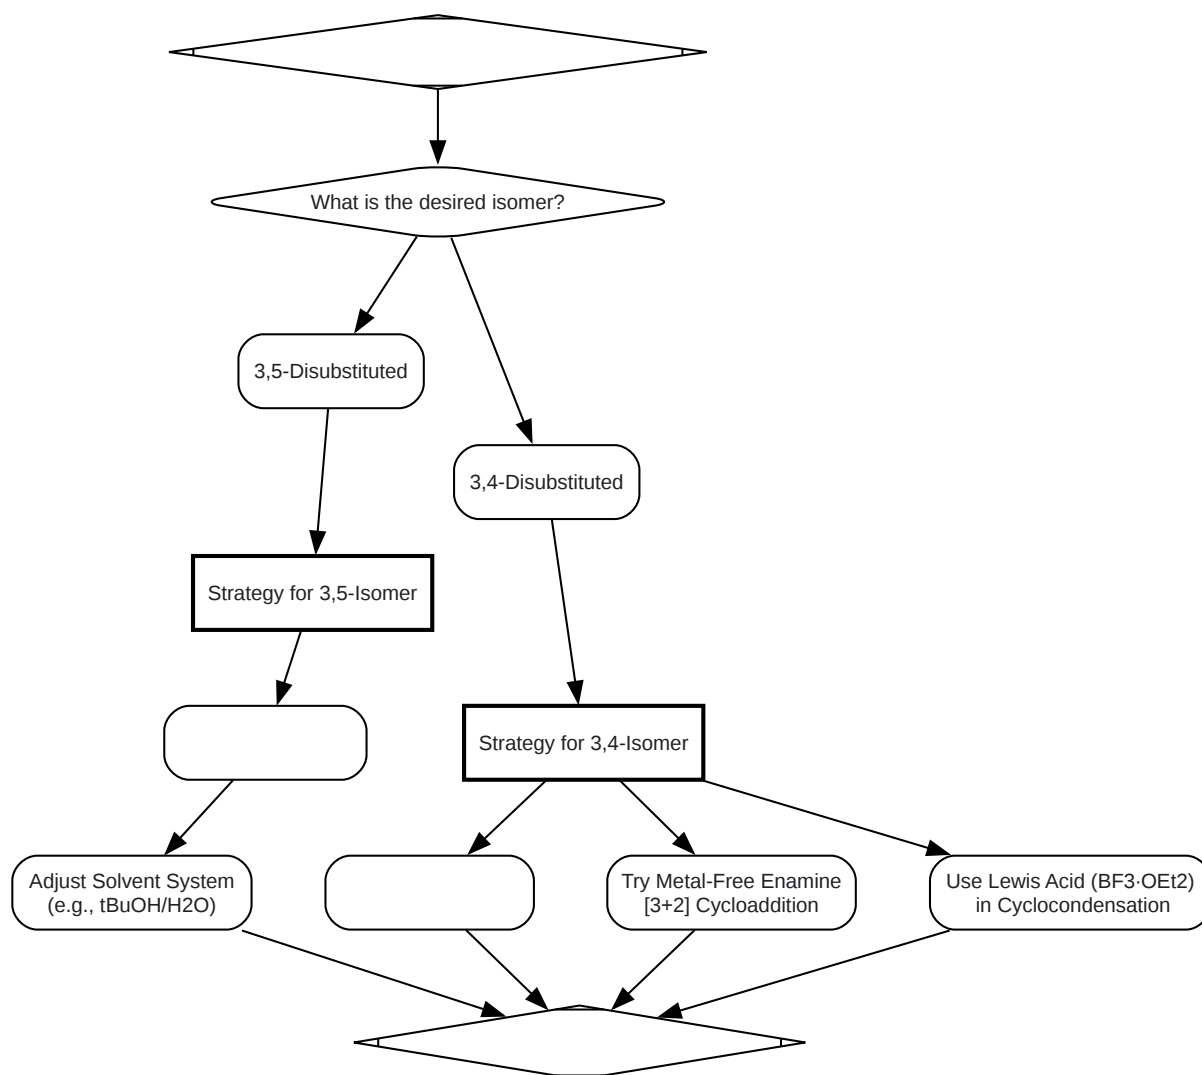 What is the desired isomer?
3,5-Disubstituted
3,4-Disubstituted
Strategy for 3,5-Isomer
Strategy for 3,4-Isomer
Adjust Solvent System
(e.g., tBuOH/H2O)
Try Metal-Free Enamine
[3+2] Cycloaddition
Use Lewis Acid (BF3·OEt2)
in Cyclocondensation